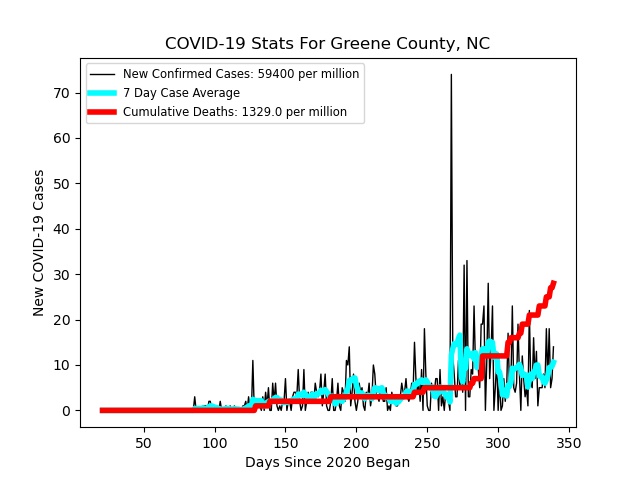 COVID-19 Stats For Greene County, NC
New Confirmed Cases: 59400 per million
7 Day Case Average
Cumulative Deaths: 1329.0 per million
New COVID-19 Cases
70
60
50
40
30
20
10
0
50 100 150 200 250 300 350
Days Since 2020 Began